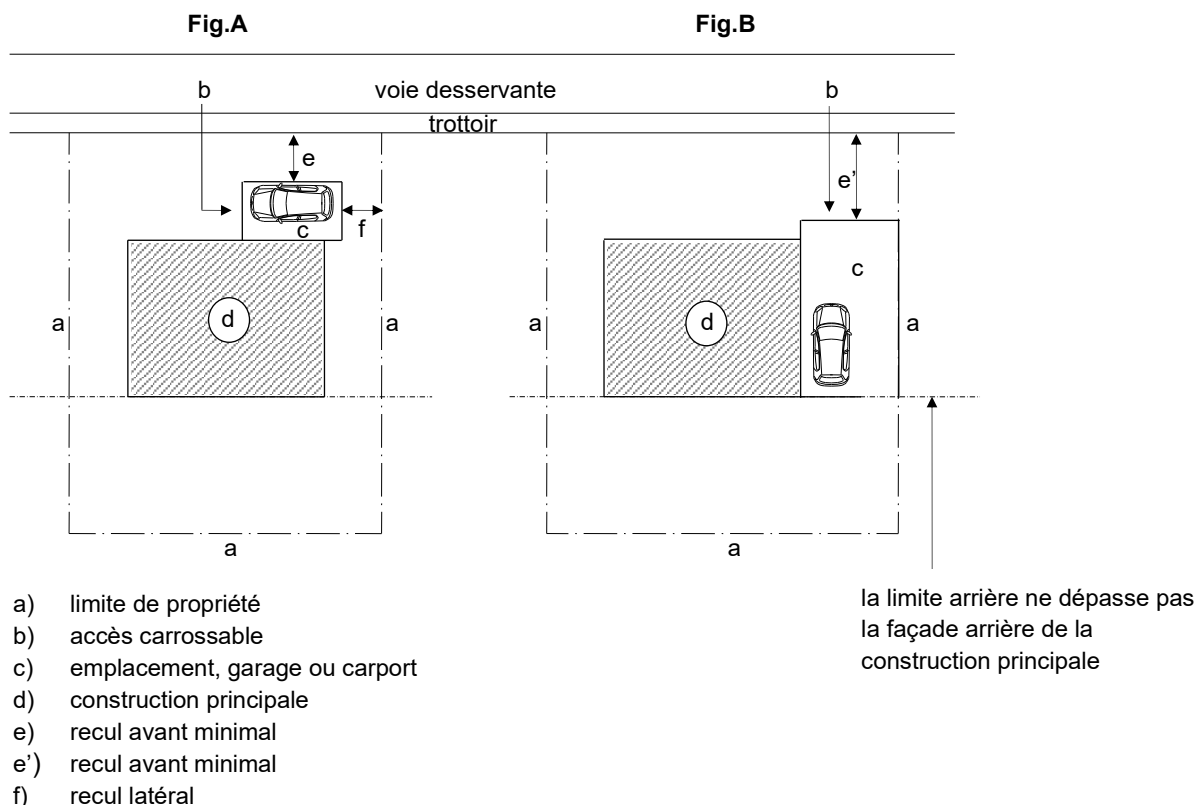 Fig.A
Fig.B
b
voie desservante
b
trottoir
e
e'
f
c
c
a
d
a
a
d
a
a
a
a) limite de propriété
b) accès carrossable
c) emplacement, garage ou carport
d) construction principale
e) recul avant minimal
e') recul avant minimal
f) recul latéral
la limite arrière ne dépasse pas
la façade arrière de la
construction principale